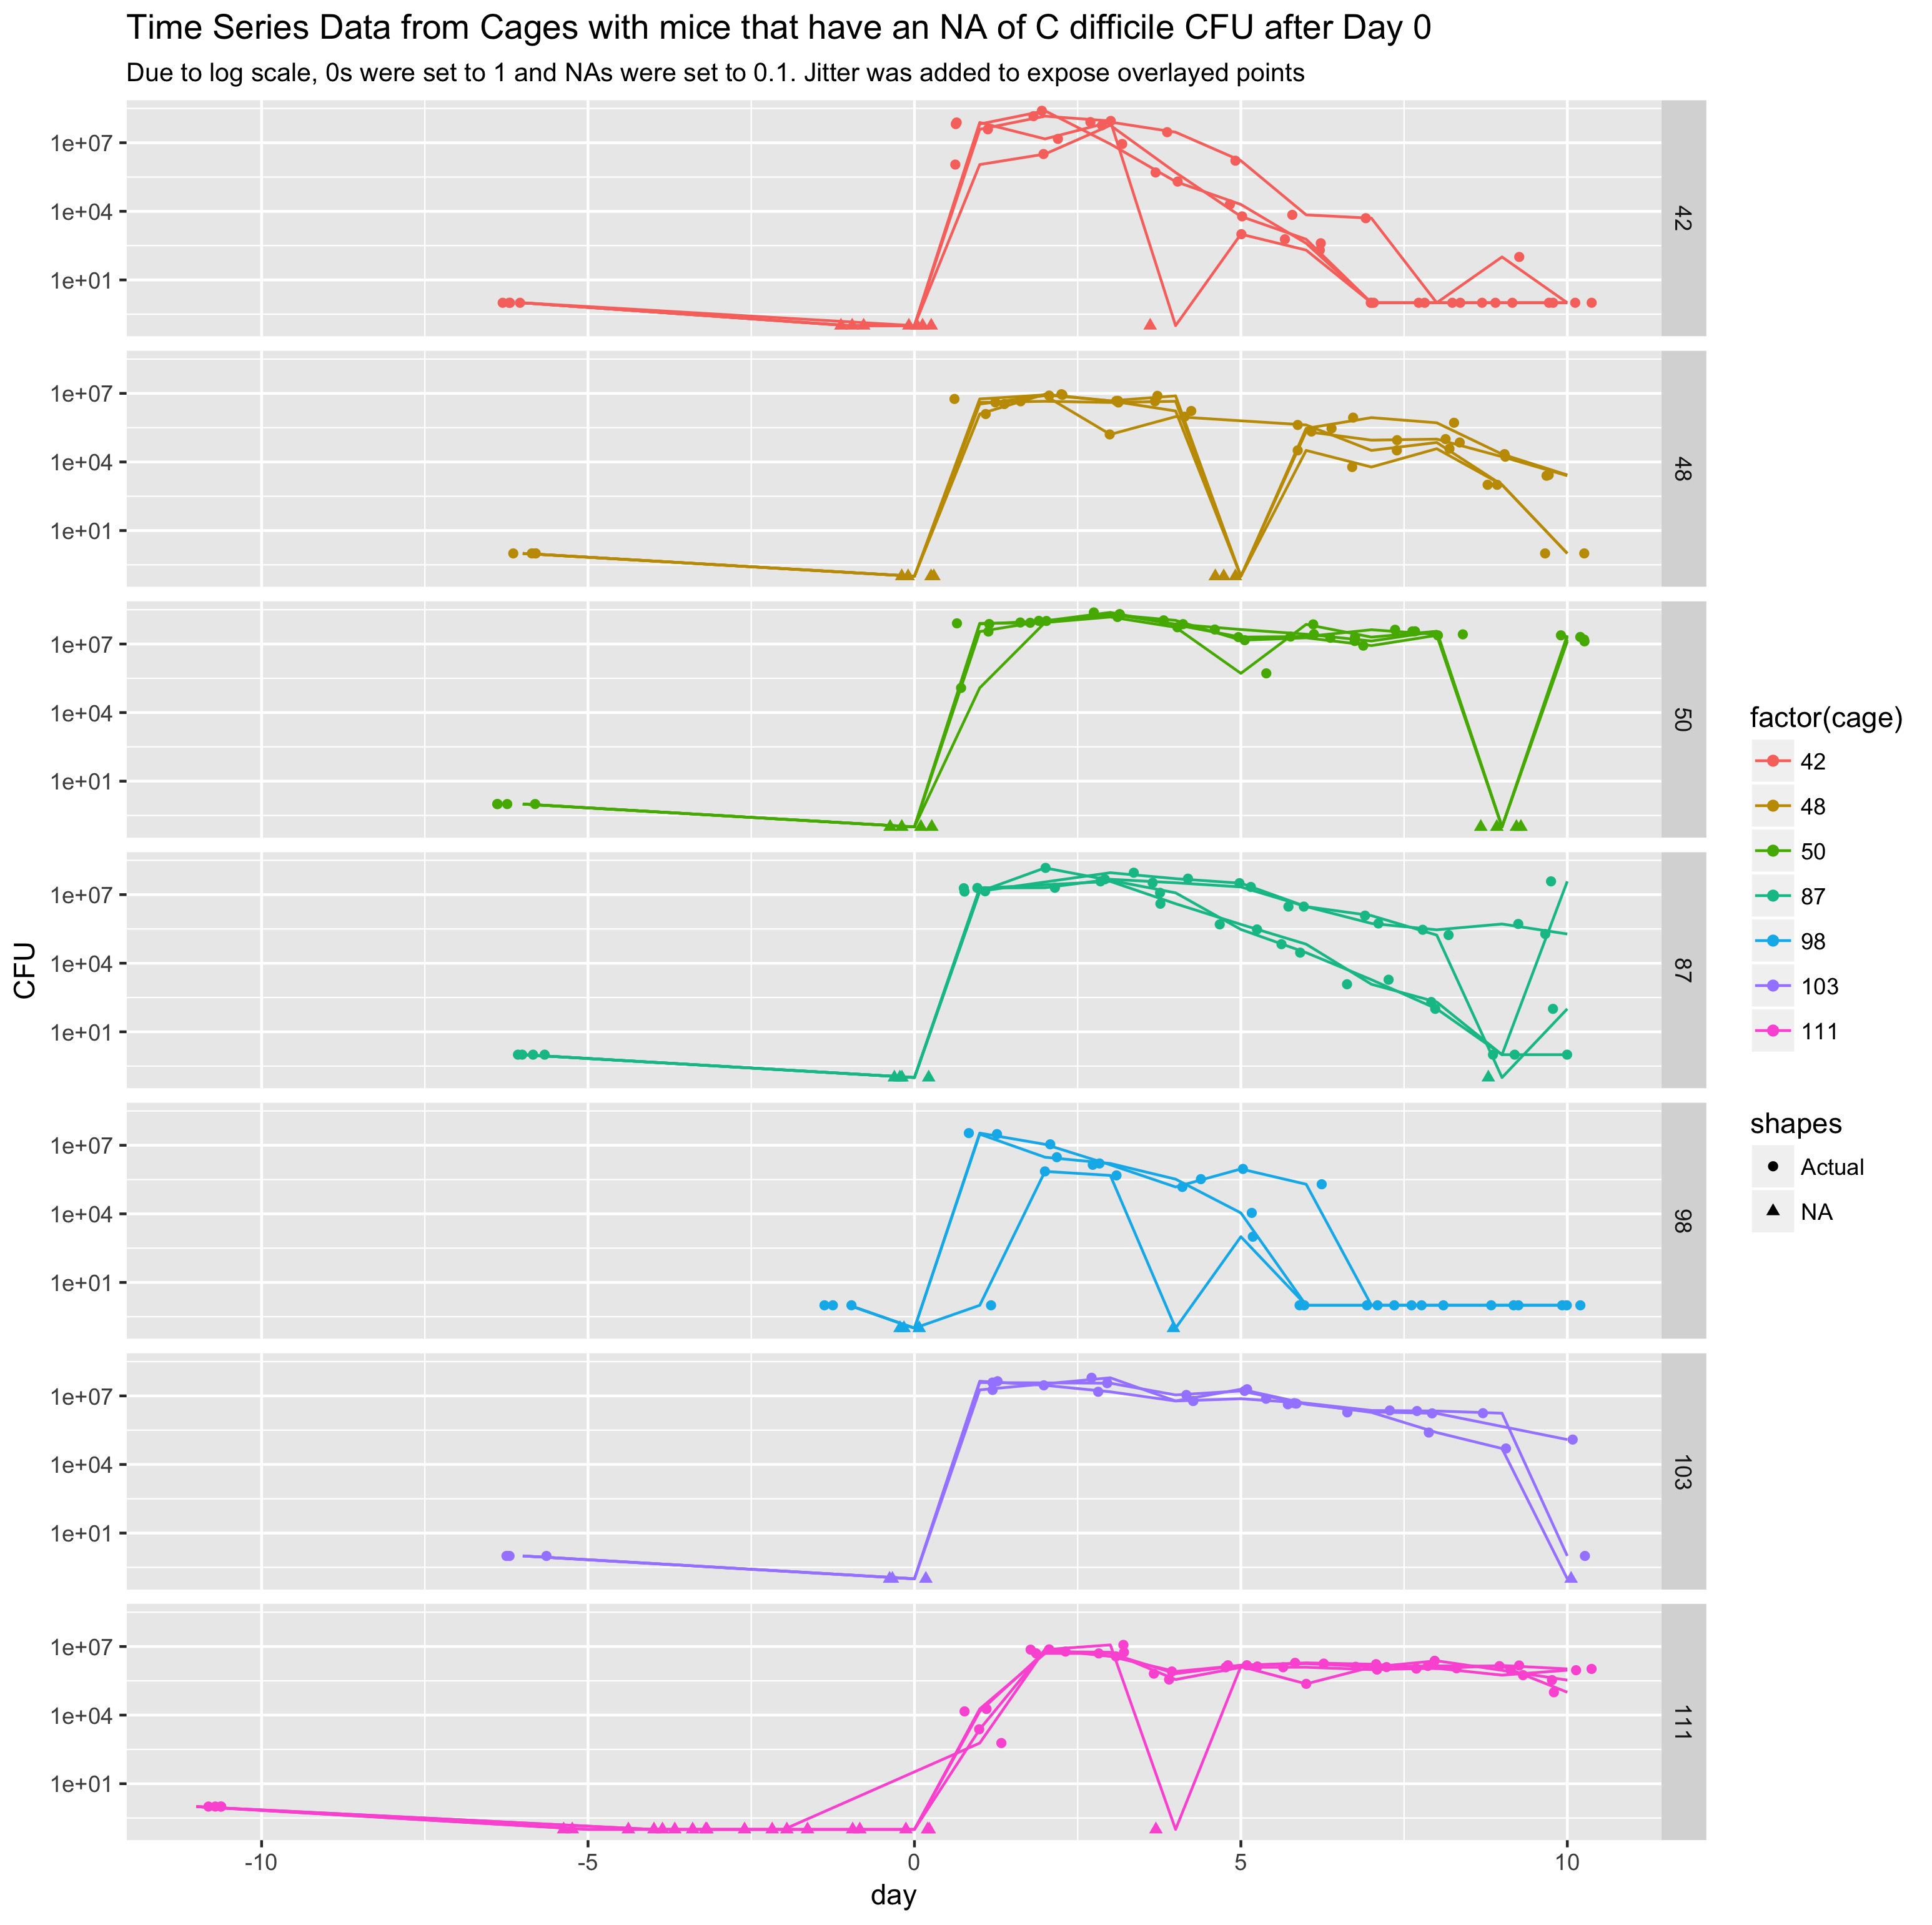 Time Series Data from Cages with mice that have an NA of C difficile CFU after Day 0
Due to log scale, 0s were set to 1 and NAs were set to 0.1. Jitter was added to expose overlayed points
1e+07
1e+04
1e+01
42
1e+07
1e+04
1e+01
48
1e+07
1e+04
1e+01
50
1e+07
1e+04
1e+01
87
1e+07
1e+04
1e+01
98
1e+07
1e+04
1e+01
103
1e+07
1e+04
1e+01
111
CFU
-10
-5
0
5
10
day
factor(cage)
42
48
50
87
98
103
111
shapes
Actual
NA